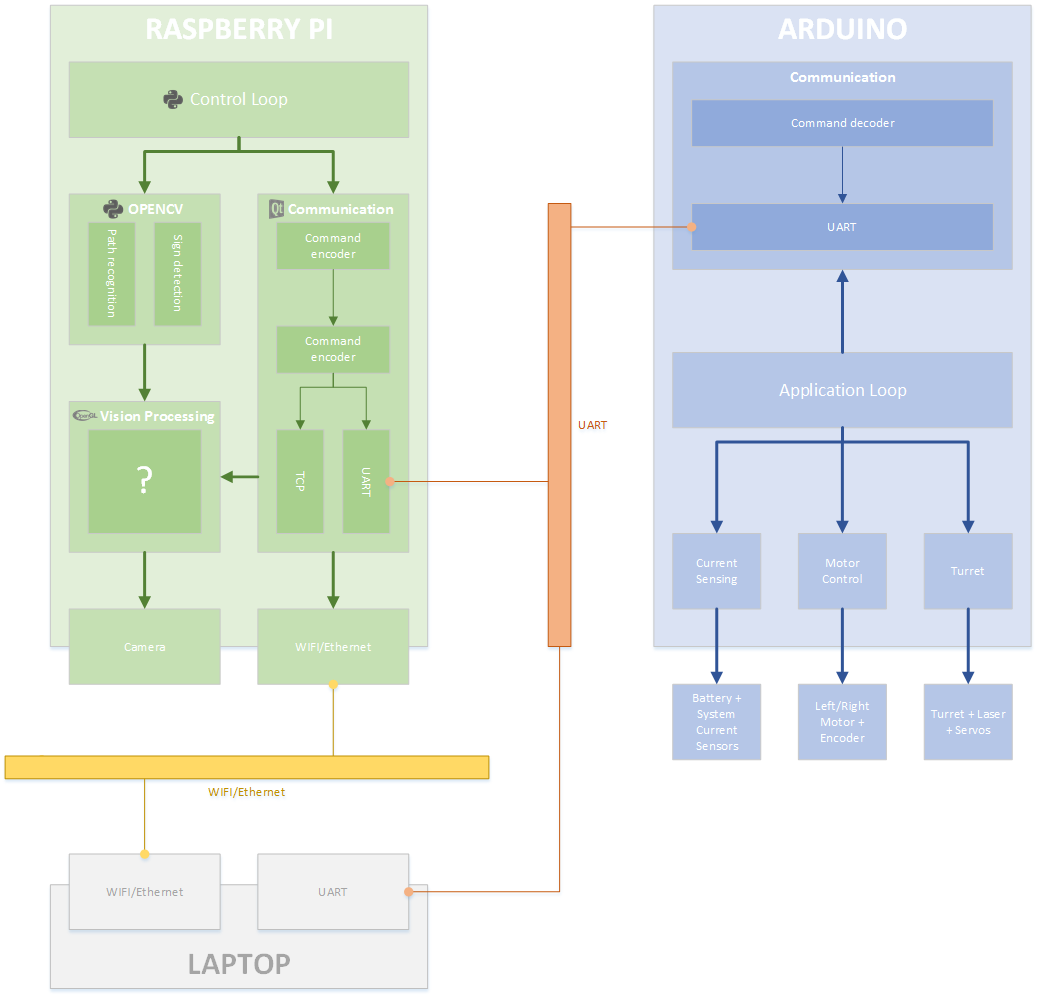 RASPBERRY PI
Control Loop
OPENCV
Path recognition
Sign detection
Qt
Communication
Command
encoder
Command
encoder
TCP
UART
OpenGL
Vision Processing
?
Camera
WIFI/Ethernet
ARDUINO
Communication
Command decoder
UART
Application Loop
Current
Sensing
Motor
Control
Turret
Battery +
System
Current
Sensors
Left/Right
Motor +
Encoder
Turret + Laser
+ Servos
UART
WIFI/Ethernet
WIFI/Ethernet
UART
LAPTOP